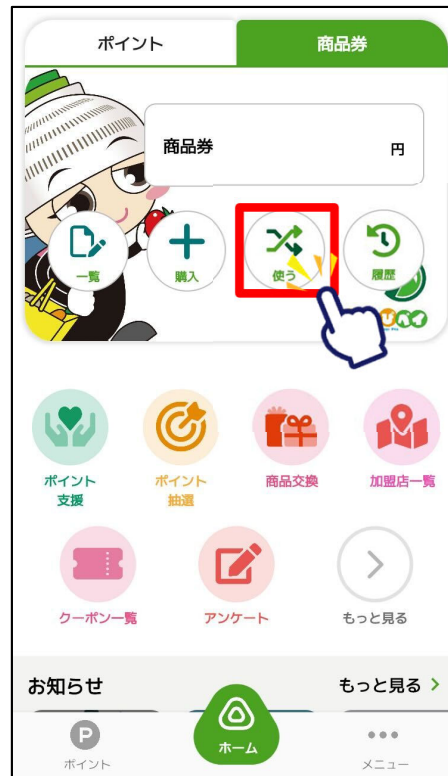 ポイント
商品券
商品券
円
一覧
購入
使う
履歴
ポイント
支援
ポイント
抽選
商品交換
加盟店一覧
クーポン一覧
アンケート
もっと見る
お知らせ
もっと見る
P
ポイント
ホーム
メニュー